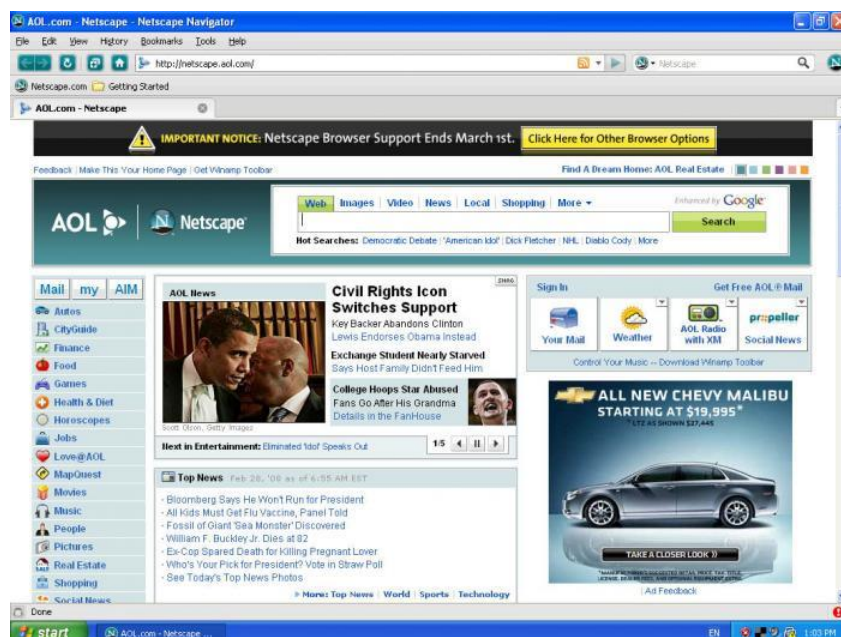 AOL.com - Netscape - Netscape Navigator
File Edit View History Bookmarks Tools Help
http://netscape.aol.com/
Netscape
Netscape.com Getting Started
AOL.com - Netscape
IMPORTANT NOTICE: Netscape Browser Support Ends March 1st. Click Here for Other Browser Options
Feedback | Make This Your Home Page | Get Winamp Toolbar
Find A Dream Home: AOL Real Estate
AOL Netscape
Web Images Video News Local Shopping More
Enhanced by Google
Search
Hot Searches: Democratic Debate | 'American Idol' | Dick Fletcher | NHL | Diablo Cody | More
Mail my AIM
Autos
CityGuide
Finance
Food
Games
Health & Diet
Horoscopes
Jobs
Love@AOL
MapQuest
Movies
Music
People
Pictures
Real Estate
Shopping
Social News
AOL News
Scott Olson, Getty Images
Civil Rights Icon
Switches Support
Key Backer Abandons Clinton
Lewis Endorses Obama Instead
Exchange Student Nearly Starved
Says Host Family Didn't Feed Him
College Hoops Star Abused
Fans Go After His Grandma
Details in the FanHouse
Next in Entertainment: Eliminated 'Idol' Speaks Out
1/5
Top News
· Bloomberg Says He Won't Run for President
· All Kids Must Get Flu Vaccine, Panel Told
· Fossil of Giant 'Sea Monster' Discovered
· William F. Buckley Jr. Dies at 82
· Ex-Cop Spared Death for Killing Pregnant Lover
· Who's Your Pick for President? Vote in Straw Poll
· See Today's Top News Photos
More: Top News | World | Sports | Technology
Sign In
Get Free AOL® Mail
Your Mail
Weather
AOL Radio
with XM
propeller
Social News
Control Your Music -- Download Winamp Toolbar
ALL NEW CHEVY MALIBU
STARTING AT $19,995*
*LTZ AS SHOWN $27,445
TAKE A CLOSER LOOK
Ad Feedback
Done
start
AOL.com - Netscape ...
EN
1:03 PM